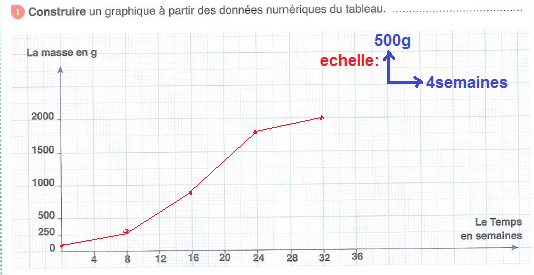 1 Construire un graphique à partir des données numériques du tableau.
500g
echelle:
4semaines
La masse en g
2000
1500
1000
500
250
0
4 8 12 16 20 24 28 32 36
Le Temps
en semaines